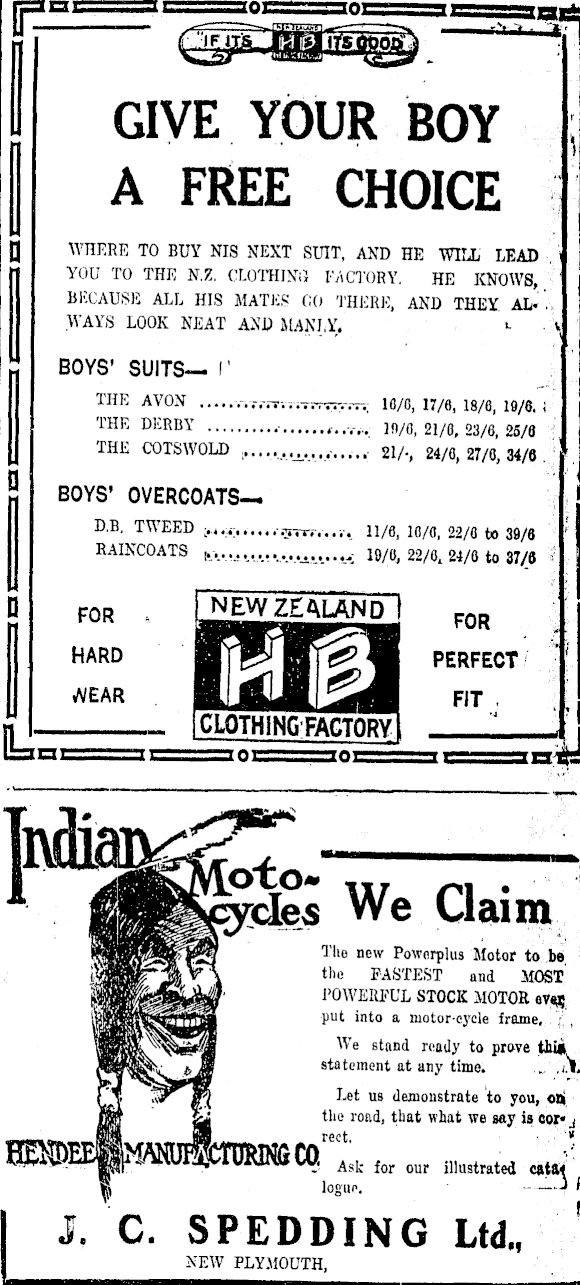 "IF IT'S NEW ZEALAND HB IT'S GOOD"
GIVE YOUR BOY
A FREE CHOICE
WHERE TO BUY NIS NEXT SUIT, AND HE WILL LEAD
YOU TO THE N.Z. CLOTHING FACTORY. HE KNOWS,
BECAUSE ALL HIS MATES GO THERE, AND THEY AL-
WAYS LOOK NEAT AND MANLY.
BOYS' SUITS—
THE AVON .......................... 16/6, 17/6, 18/6, 19/6.
THE DERBY .......................... 19/6, 21/6, 23/6, 25/6
THE COTSWOLD .................... 21/-, 24/6, 27/6, 34/6
BOYS' OVERCOATS—
D.B. TWEED ........................ 11/6, 16/6, 22/6 to 39/6
RAINCOATS ........................ 19/6, 22/6, 24/6 to 37/6
FOR
HARD
WEAR
NEW ZEALAND
HB
CLOTHING FACTORY
FOR
PERFECT
FIT
Indian
Moto-
cycles
HENDEE MANUFACTURING CO.
We Claim
The new Powerplus Motor to be
the FASTEST and MOST
POWERFUL STOCK MOTOR ever
put into a motor-cycle frame.
We stand ready to prove this
statement at any time.
Let us demonstrate to you, on
the road, that what we say is cor-
rect.
Ask for our illustrated cata-
logue.
J. C. SPEDDING Ltd.,
NEW PLYMOUTH,